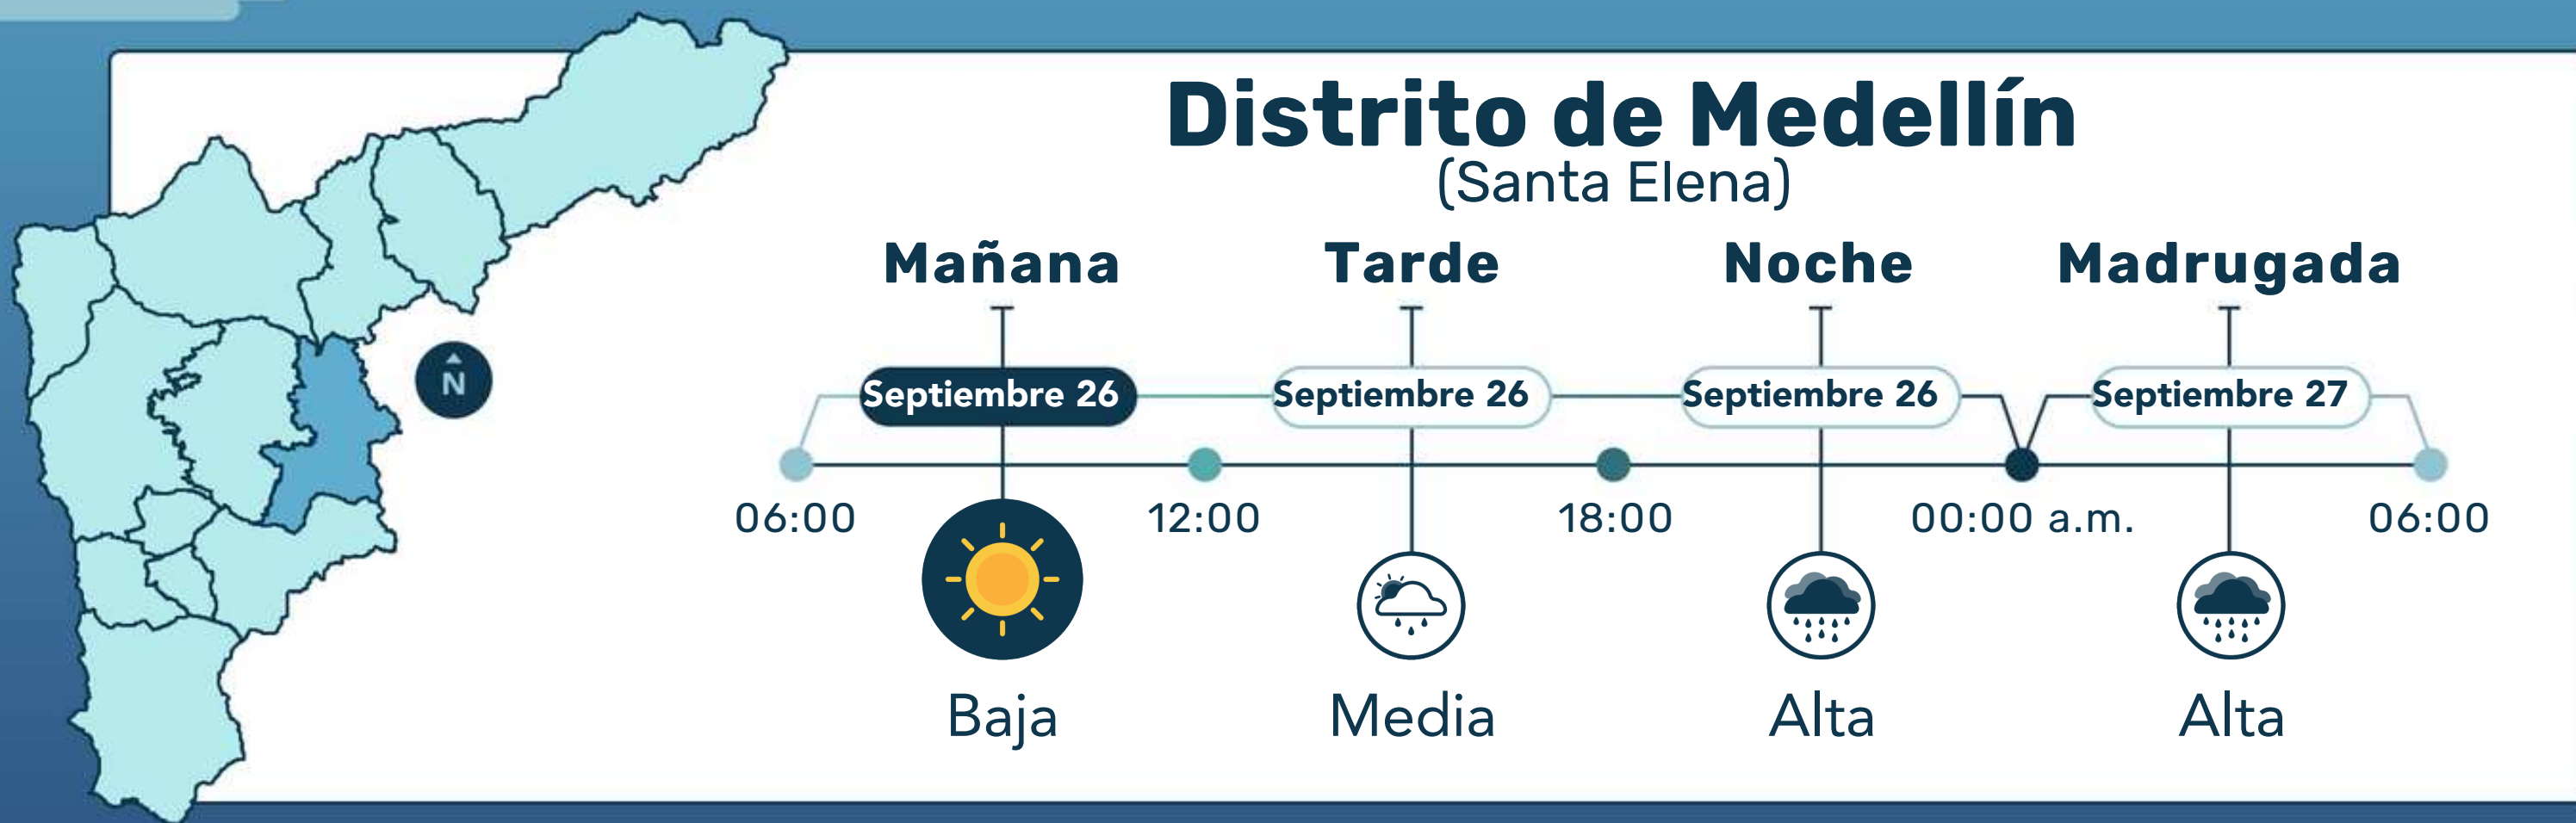 Distrito de Medellín
(Santa Elena)
Mañana Tarde Noche Madrugada
N
Septiembre 26 Septiembre 26 Septiembre 26 Septiembre 27
06:00 12:00 18:00 00:00 a.m. 06:00
Baja Media Alta Alta